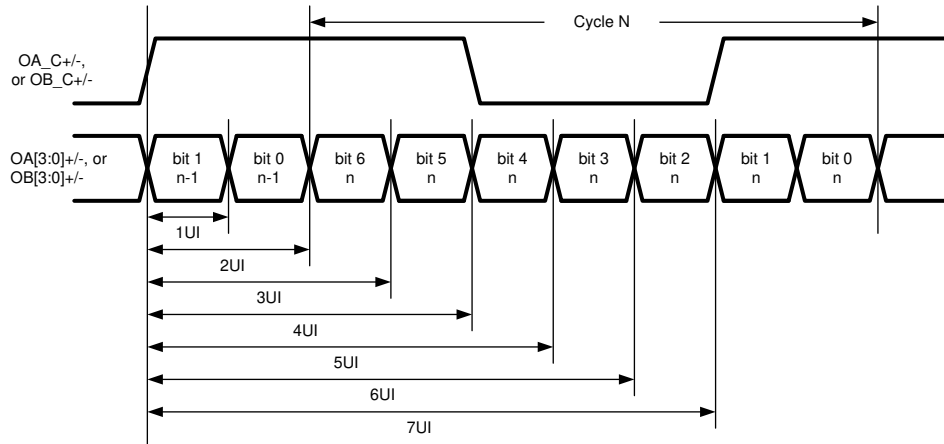 Cycle N
OA_C+/-,
or OB_C+/-
OA[3:0]+/-, or
OB[3:0]+/-
bit 1
n-1
bit 0
n-1
bit 6
n
bit 5
n
bit 4
n
bit 3
n
bit 2
n
bit 1
n
bit 0
n
1UI
2UI
3UI
4UI
5UI
6UI
7UI